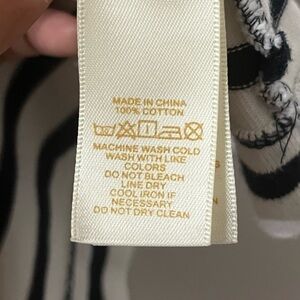 MADE IN CHINA
100% COTTON
MACHINE WASH COLD
WASH WITH LIKE
COLORS
DO NOT BLEACH
LINE DRY
COOL IRON IF
NECESSARY
DO NOT DRY CLEAN